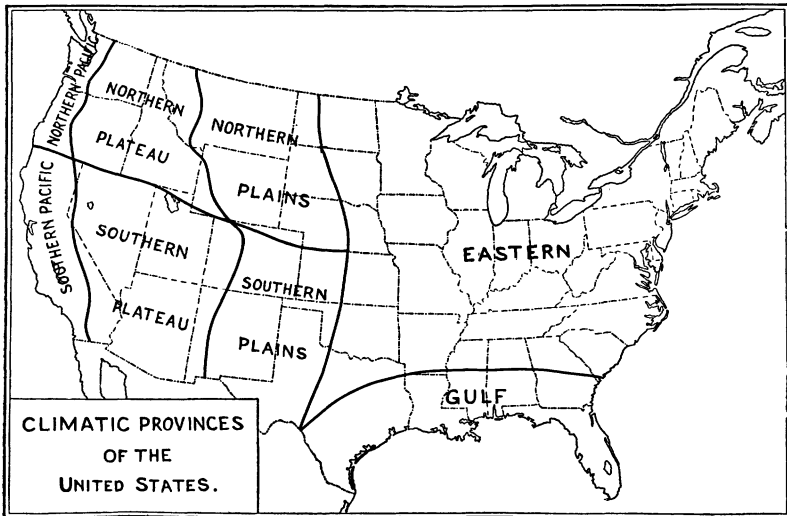 NORTHERN PACIFIC
NORTHERN
PLATEAU
NORTHERN
PLAINS
SOUTHERN PACIFIC
SOUTHERN
PLATEAU
SOUTHERN
PLAINS
EASTERN
GULF
CLIMATIC PROVINCES
OF THE
UNITED STATES.